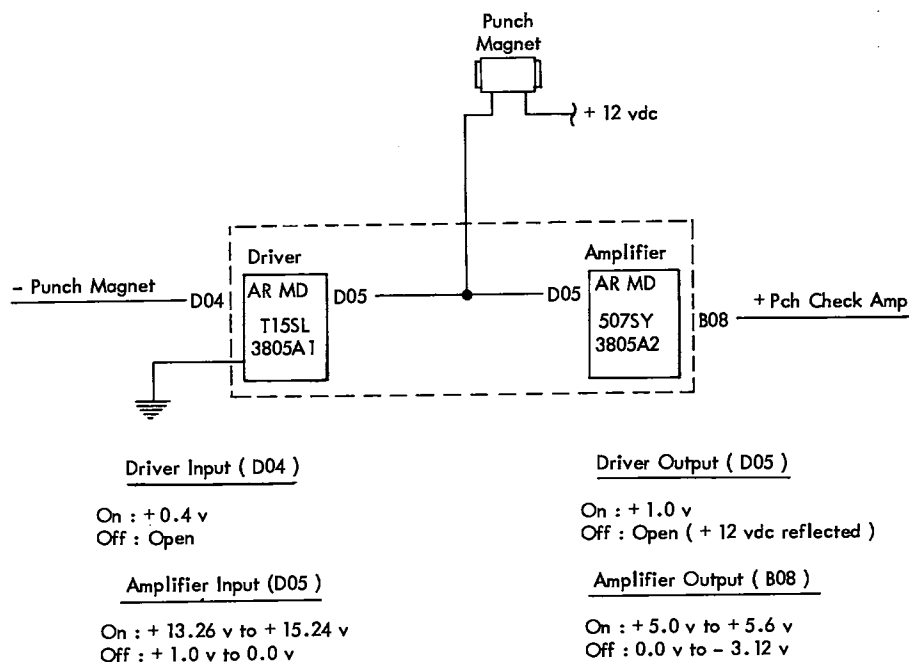 Punch
Magnet
+ 12 vdc
Driver
Amplifier
- Punch Magnet
D04
AR MD
T15SL
3805A1
D05
D05
AR MD
507SY
3805A2
B08
+ Pch Check Amp
Driver Input ( D04 )
On : + 0.4 v
Off : Open
Driver Output ( D05 )
On : + 1.0 v
Off : Open ( + 12 vdc reflected )
Amplifier Input (D05 )
On : + 13.26 v to + 15.24 v
Off : + 1.0 v to 0.0 v
Amplifier Output ( B08 )
On : + 5.0 v to + 5.6 v
Off : 0.0 v to - 3.12 v